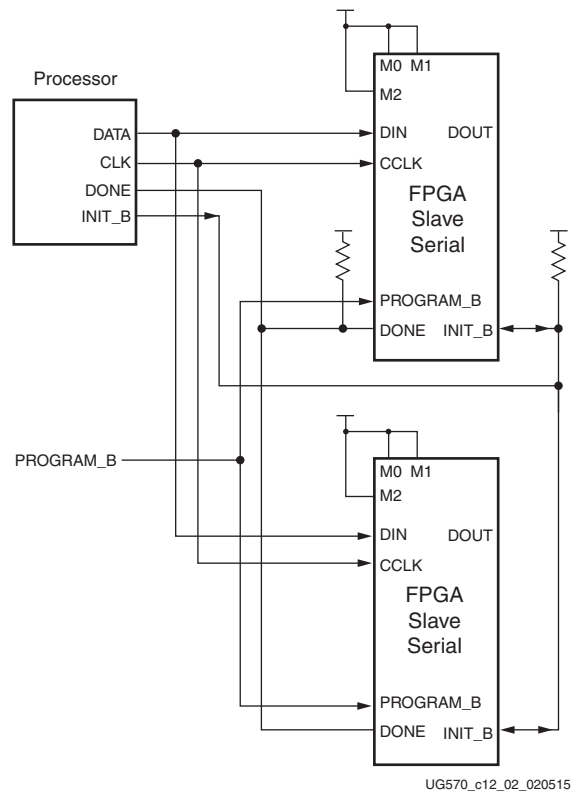 Processor
DATA
CLK
DONE
INIT_B
M0 M1
M2
DIN DOUT
CCLK
FPGA
Slave
Serial
PROGRAM_B
DONE INIT_B
PROGRAM_B
M0 M1
M2
DIN DOUT
CCLK
FPGA
Slave
Serial
PROGRAM_B
DONE INIT_B
UG570_c12_02_020515